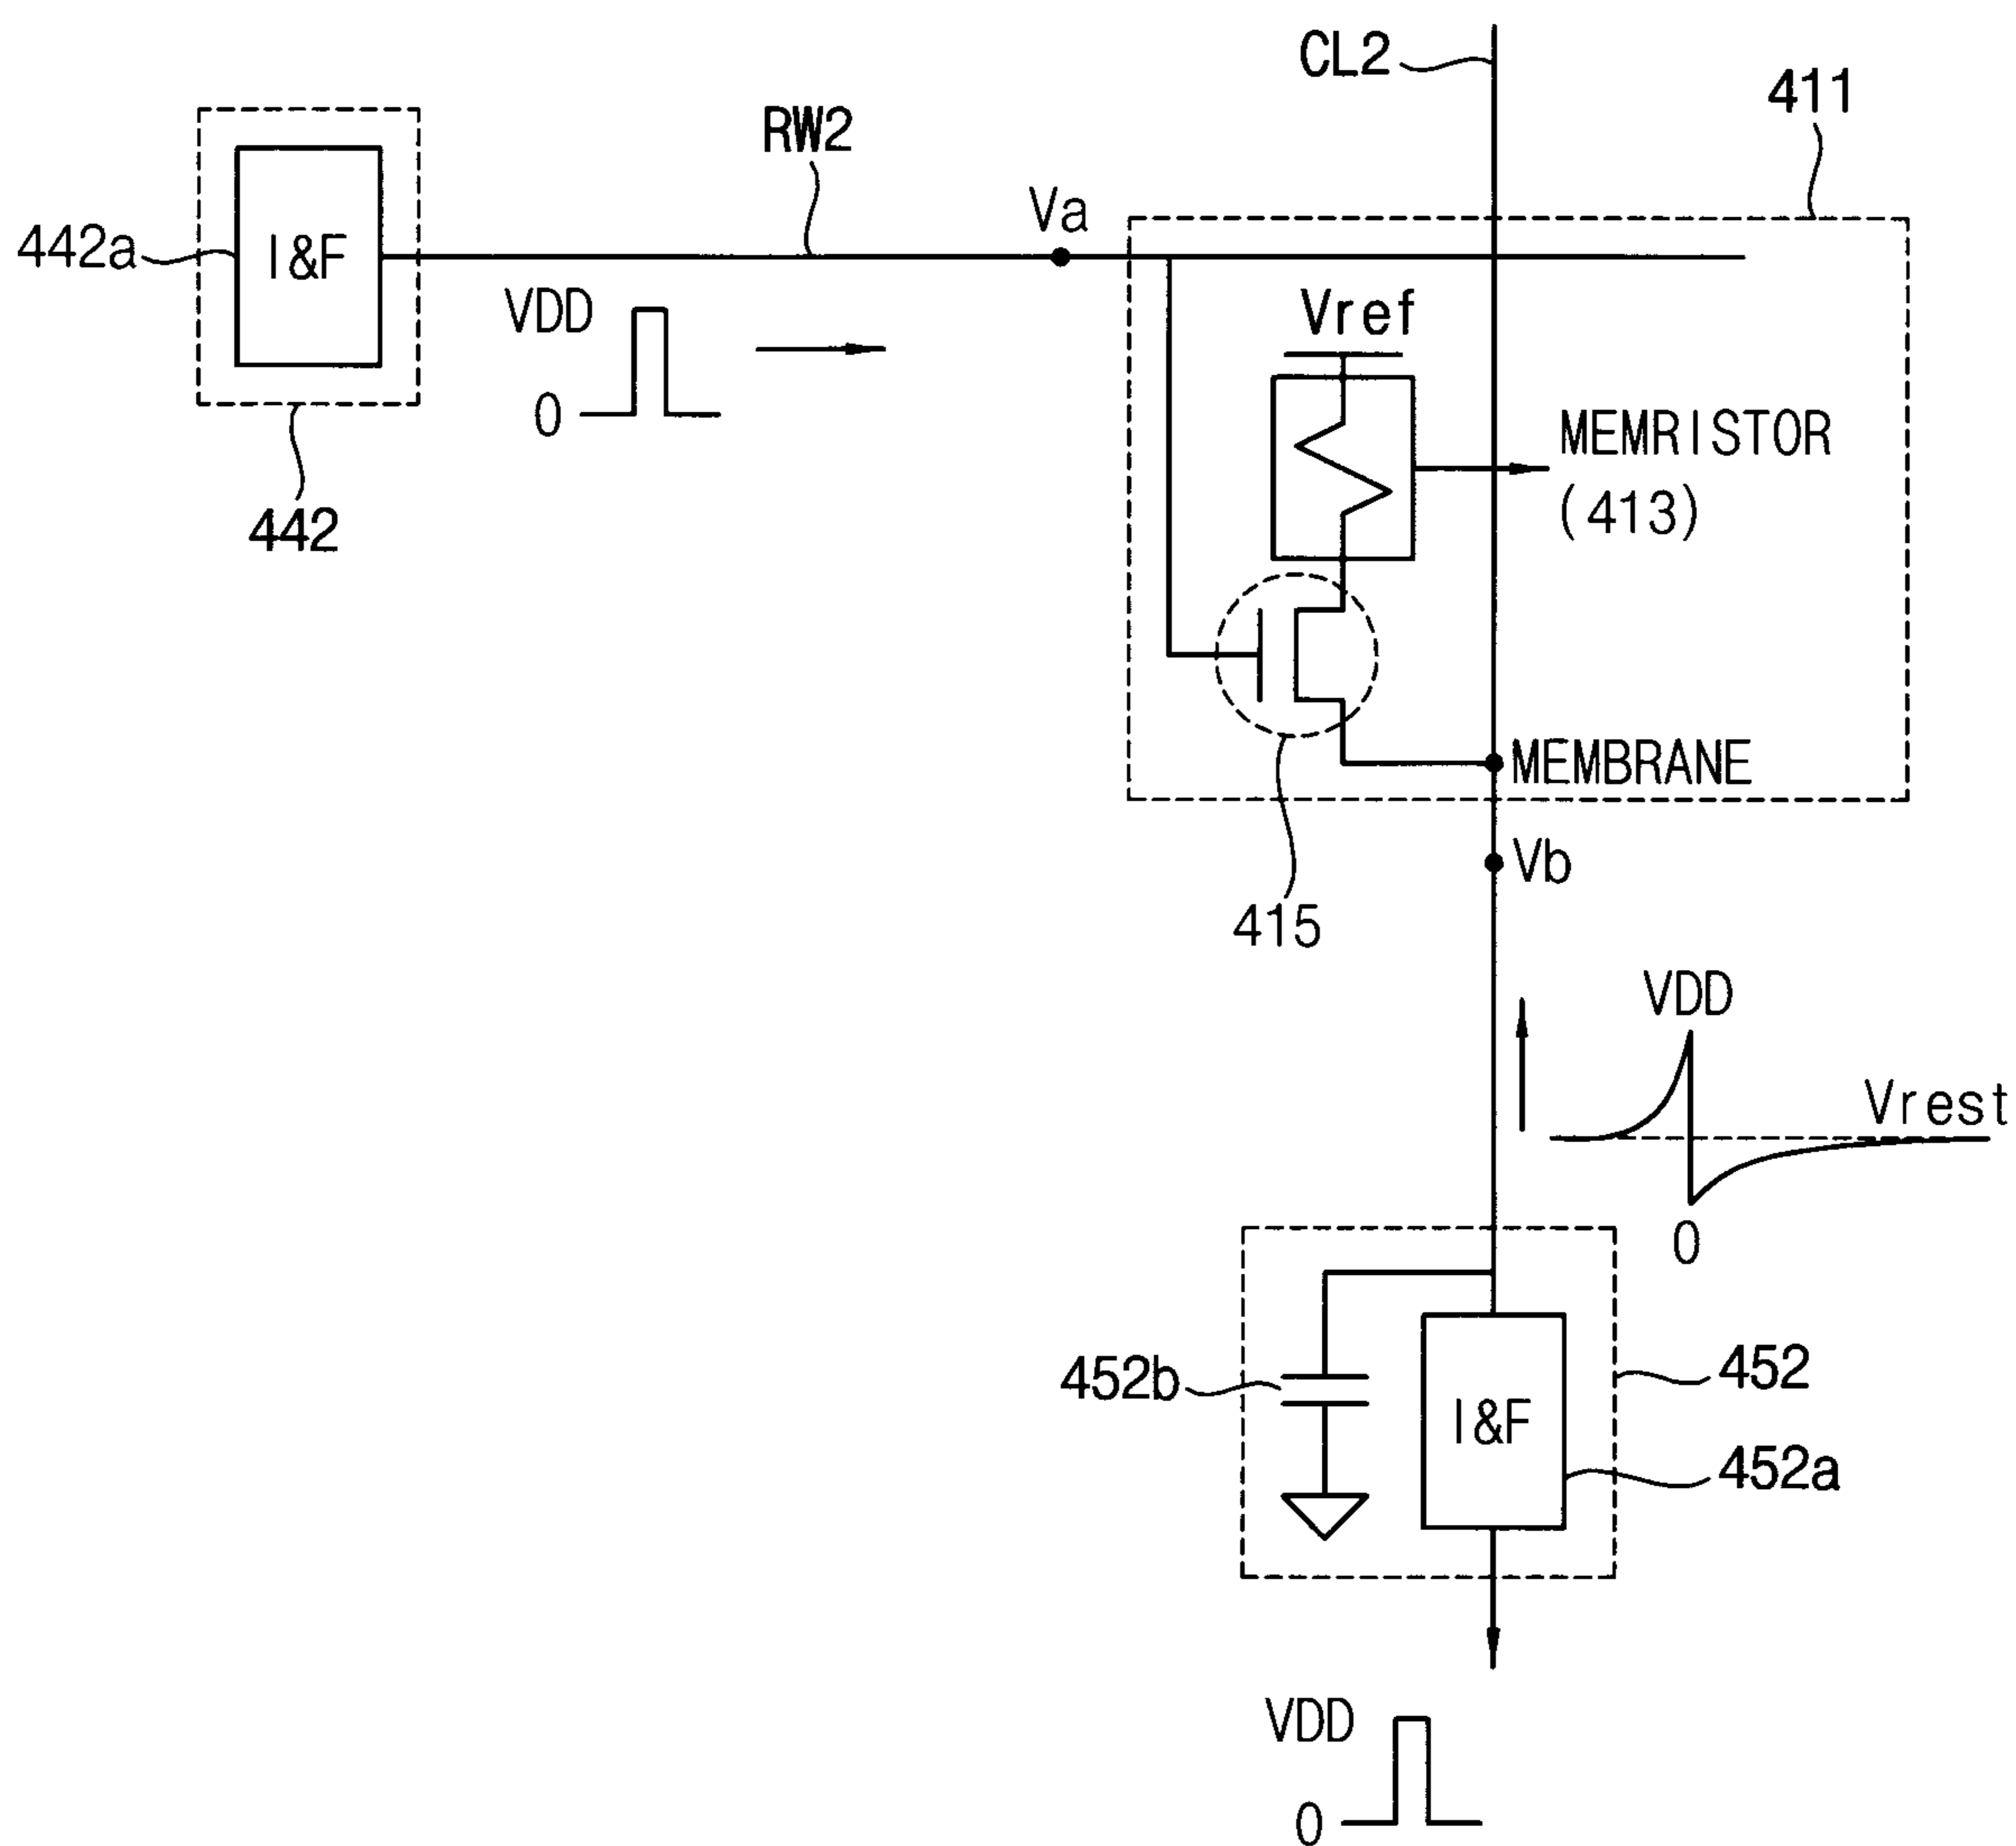 CL2
411
RW2
Va
442a
I&F
VDD
0
Vref
MEMRISTOR
(413)
442
MEMBRANE
Vb
415
VDD
Vrest
0
452b
452
I&F
452a
VDD
0